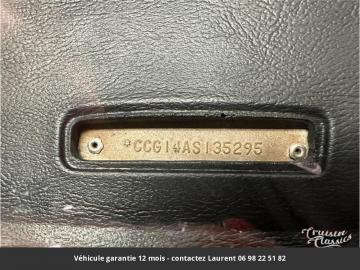 *CCG14AS135295
Cruisin
Classics
Véhicule garantie 12 mois - contactez Laurent 06 98 22 51 82